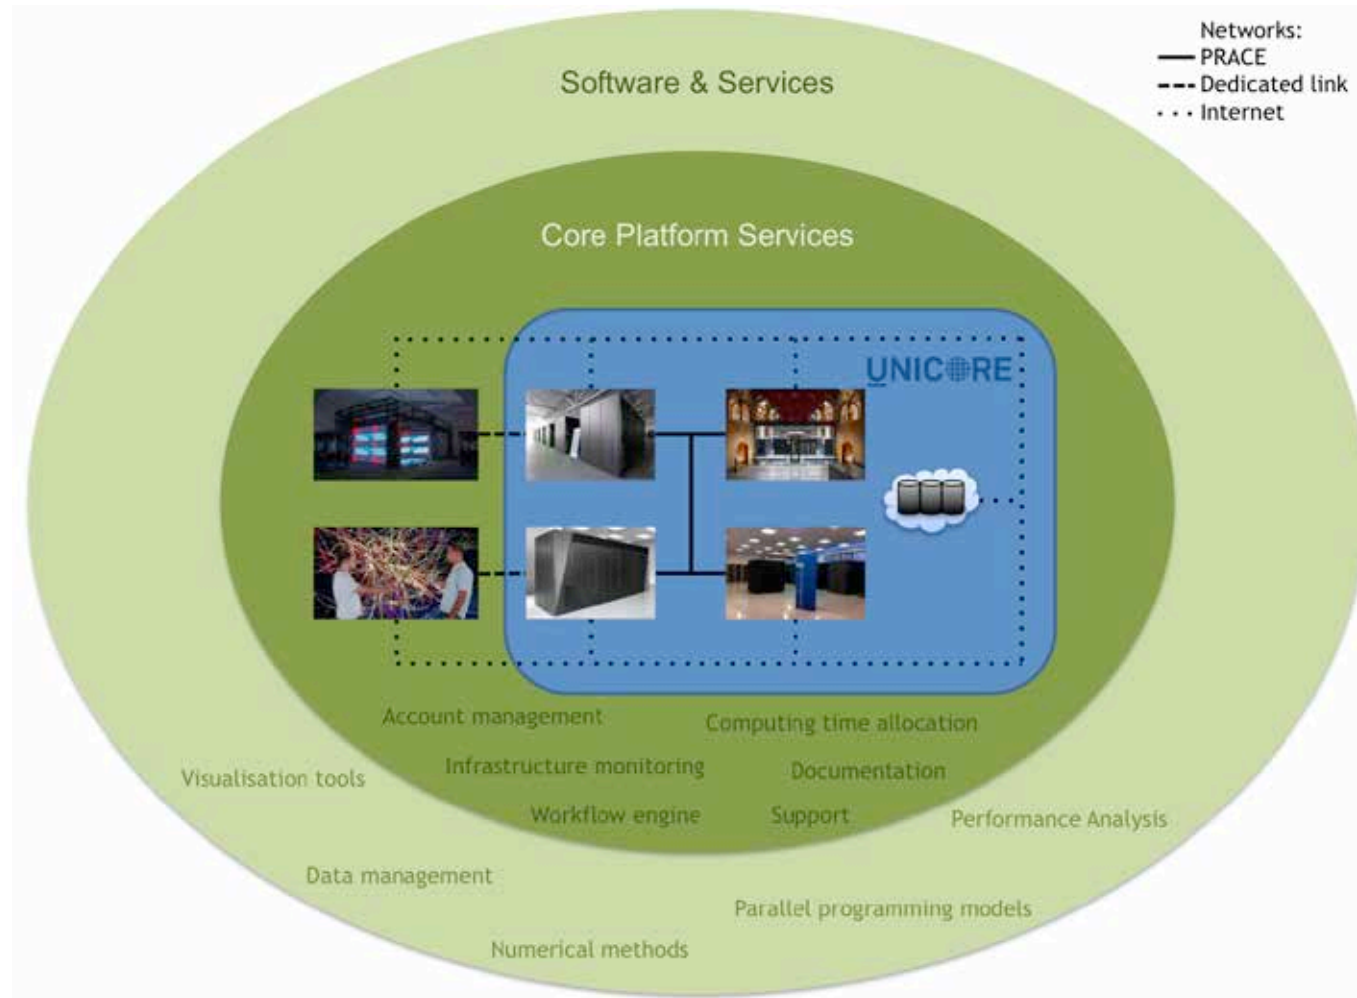 Networks:
PRACE
Dedicated link
Internet
Software & Services
Core Platform Services
UNICORE
Account management
Computing time allocation
Infrastructure monitoring
Documentation
Visualisation tools
Workflow engine
Support
Performance Analysis
Data management
Parallel programming models
Numerical methods